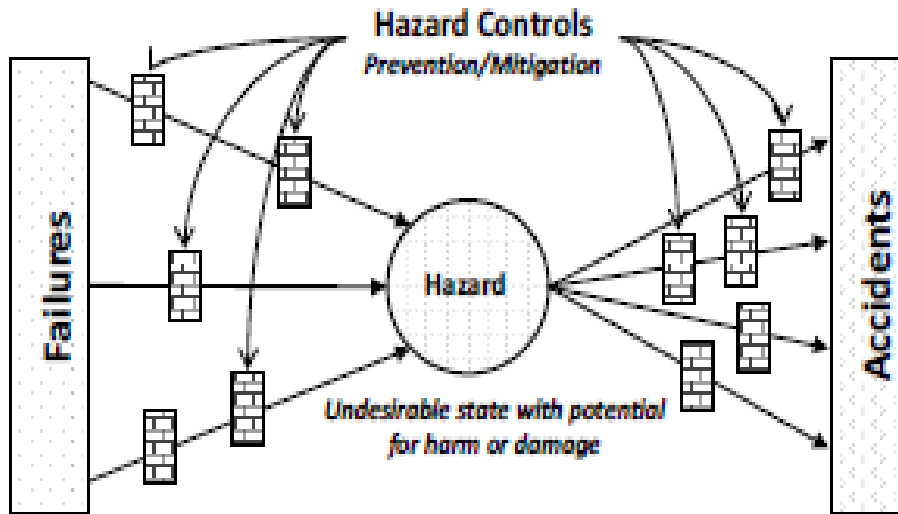 Hazard Controls
Prevention/Mitigation
Failures
Hazard
Accidents
Undesirable state with potential
for harm or damage